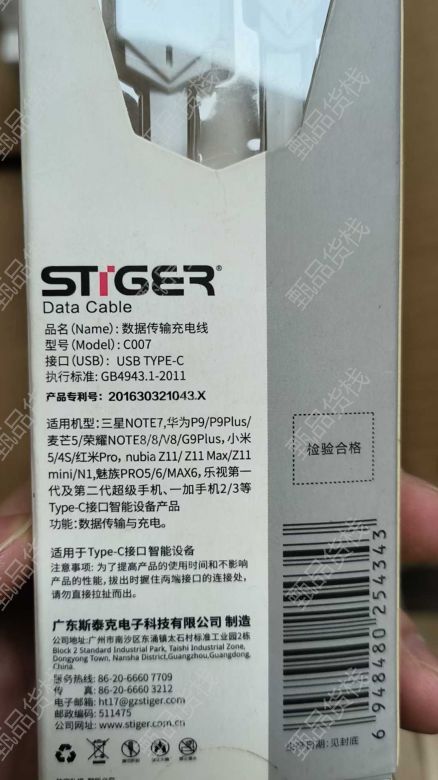 STIGER®
Data Cable
品名(Name): 数据传输充电线
型号(Model): C007
接口(USB): USB TYPE-C
执行标准: GB4943.1-2011
产品专利号: 201630321043.X
适用机型: 三星NOTE7,华为P9/P9Plus/
麦芒5/荣耀NOTE8/8/V8/G9Plus, 小米
5/4S/红米Pro, nubia Z11/ Z11 Max/Z11
mini/N1,魅族PRO5/6/MAX6, 乐视第一
代及第二代超级手机、一加手机2/3等
Type-C接口智能设备产品
功能: 数据传输与充电。
检验合格
适用于Type-C接口智能设备
注意事项: 为了提高产品的使用时间和不影响
产品的性能, 拔出时握住两端接口的连接处,
请勿直接拉扯而出。
广东斯泰克电子科技有限公司 制造
公司地址: 广州市南沙区东涌镇太石村标准工业园2栋
Block 2 Standard Industrial Park, Taishi Industrial Zone,
Dongyong Town, Nansha District,Guangzhou,Guangdong,
China.
服务热线: 86-20-6660 7709
传 真: 86-20-6660 3212
电子邮箱: ht17@gzstiger.com
邮政编码: 511475
公司网址: www.stiger.com.cn
生产日期: 见封底
6 948480 254343
甄品货栈